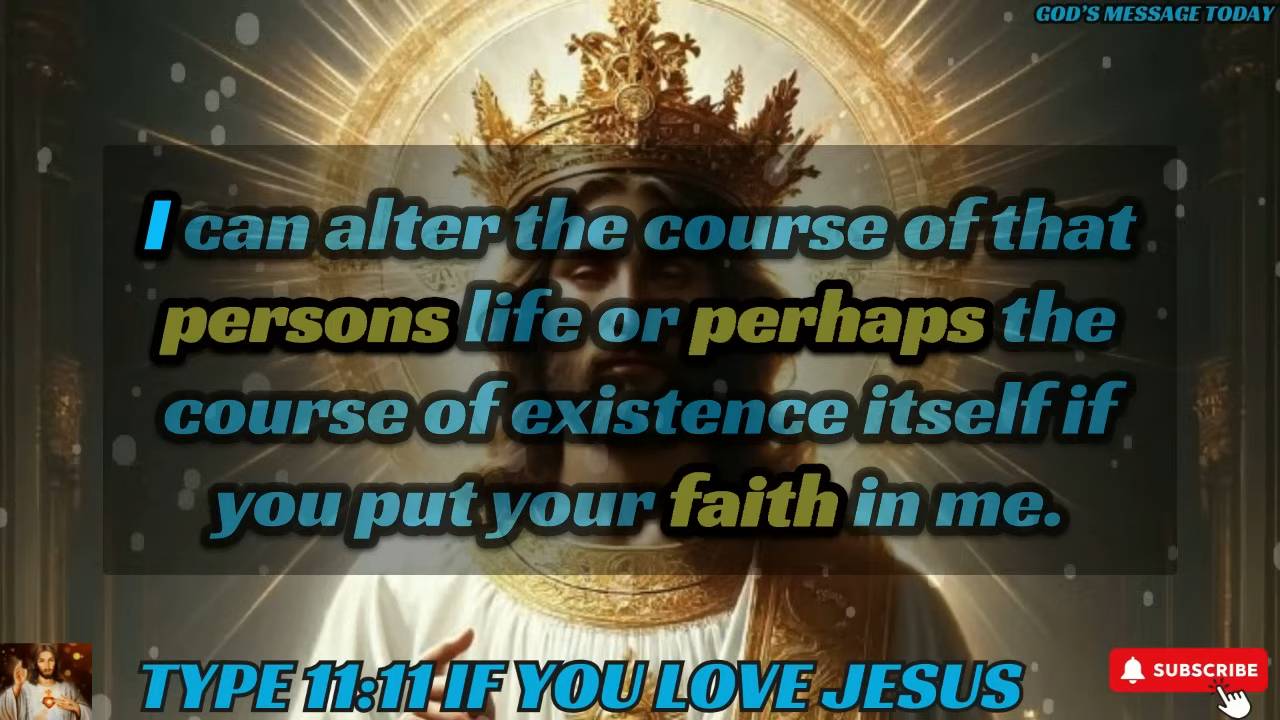 GOD'S MESSAGE TODAY
I can alter the course of that
persons life or perhaps the
course of existence itself if
you put your faith in me.
TYPE 11:11 IF YOU LOVE JESUS
SUBSCRIBE